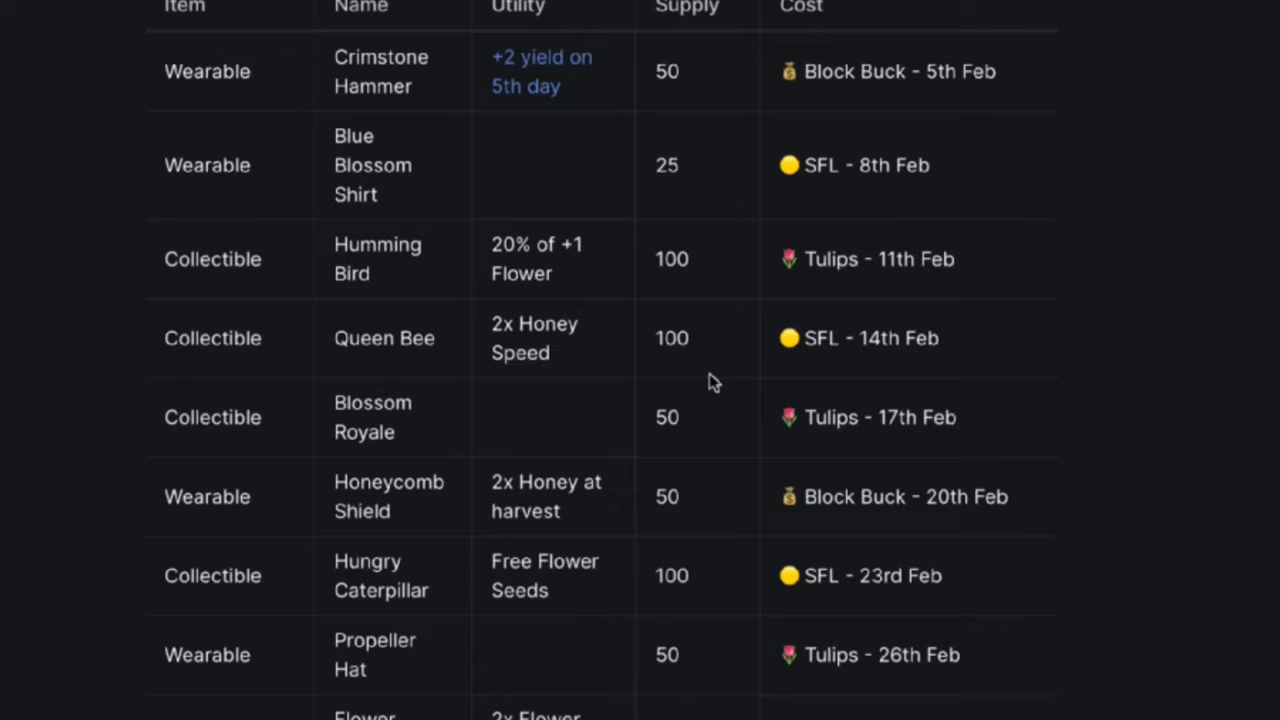 Item Name Utility Supply Cost
Wearable Crimstone Hammer +2 yield on 5th day 50 💰 Block Buck - 5th Feb
Wearable Blue Blossom Shirt 25 🟡 SFL - 8th Feb
Collectible Humming Bird 20% of +1 Flower 100 🌷 Tulips - 11th Feb
Collectible Queen Bee 2x Honey Speed 100 🟡 SFL - 14th Feb
Collectible Blossom Royale 50 🌷 Tulips - 17th Feb
Wearable Honeycomb Shield 2x Honey at harvest 50 💰 Block Buck - 20th Feb
Collectible Hungry Caterpillar Free Flower Seeds 100 🟡 SFL - 23rd Feb
Wearable Propeller Hat 50 🌷 Tulips - 26th Feb
Flower 2x Flower